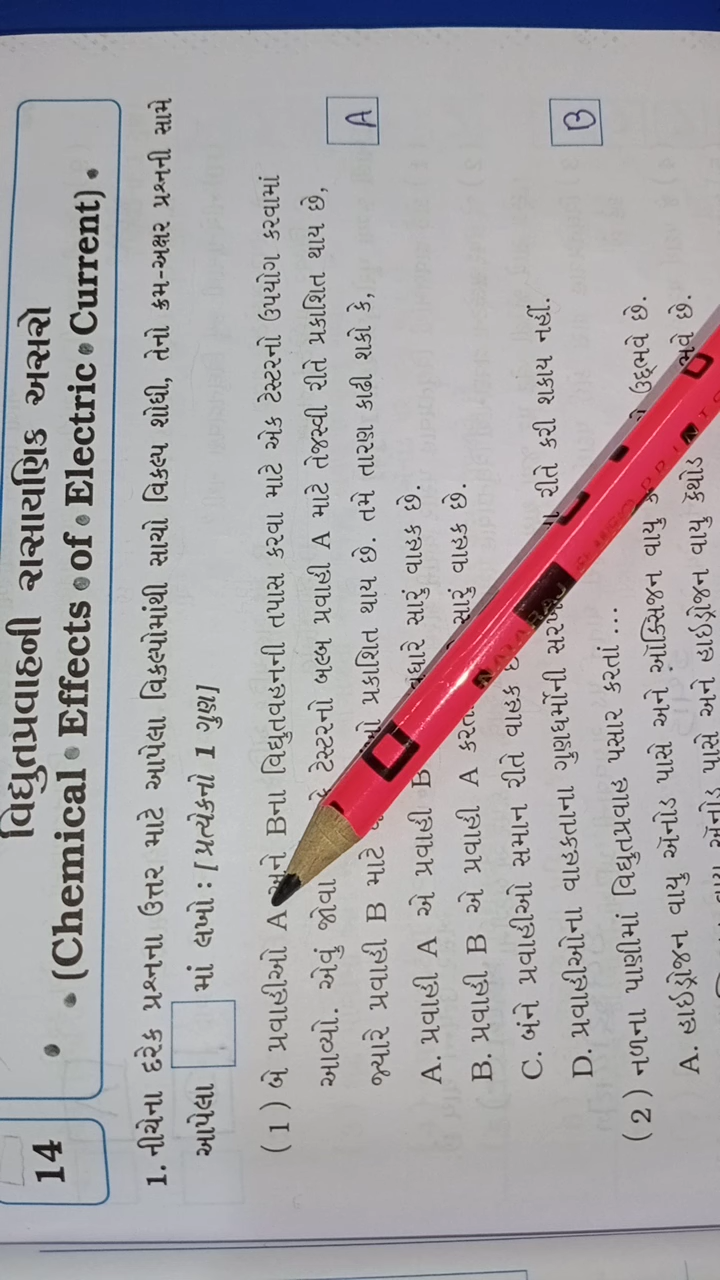 14
વિદ્યુતપ્રવાહની રાસાયણિક અસરો
(Chemical Effects of Electric Current)
1. નીચેના દરેક પ્રશ્નના ઉત્તર માટે આપેલા વિકલ્પોમાંથી સાચો વિકલ્પ શોધી, તેનો ક્રમ-અક્ષર પ્રશ્નની સામે
આપેલા માં લખો : [પ્રત્યેકનો 1 ગુણ]
(1) બે પ્રવાહીઓ A અને Bના વિદ્યુતવહનની તપાસ કરવા માટે એક ટેસ્ટરનો ઉપયોગ કરવામાં
આવ્યો. એવું જોવા કે ટેસ્ટરનો બલ્બ પ્રવાહી A માટે તેજસ્વી રીતે પ્રકાશિત થાય છે,
જ્યારે પ્રવાહી B માટે પ્રકાશિત થાય છે. તમે તારણ કાઢી શકો કે, A
A. પ્રવાહી A એ પ્રવાહી B વધારે સારું વાહક છે.
B. પ્રવાહી B એ પ્રવાહી A સારું વાહક છે.
C. બંને પ્રવાહીઓ સમાન રીતે વાહક
D. પ્રવાહીઓના વાહકતાના ગુણધર્મોની રીતે કરી શકાય નહીં.
(2) નળના પાણીમાં વિદ્યુતપ્રવાહ પસાર કરતાં ... B
A. હાઇડ્રોજન વાયુ ઍનોડ પાસે અને ઑક્સિજન વાયુ ઉદ્ભવે છે.
વાયુ ઍનોડ પાસે અને હાઇડ્રોજન વાયુ કૅથોડ છે.